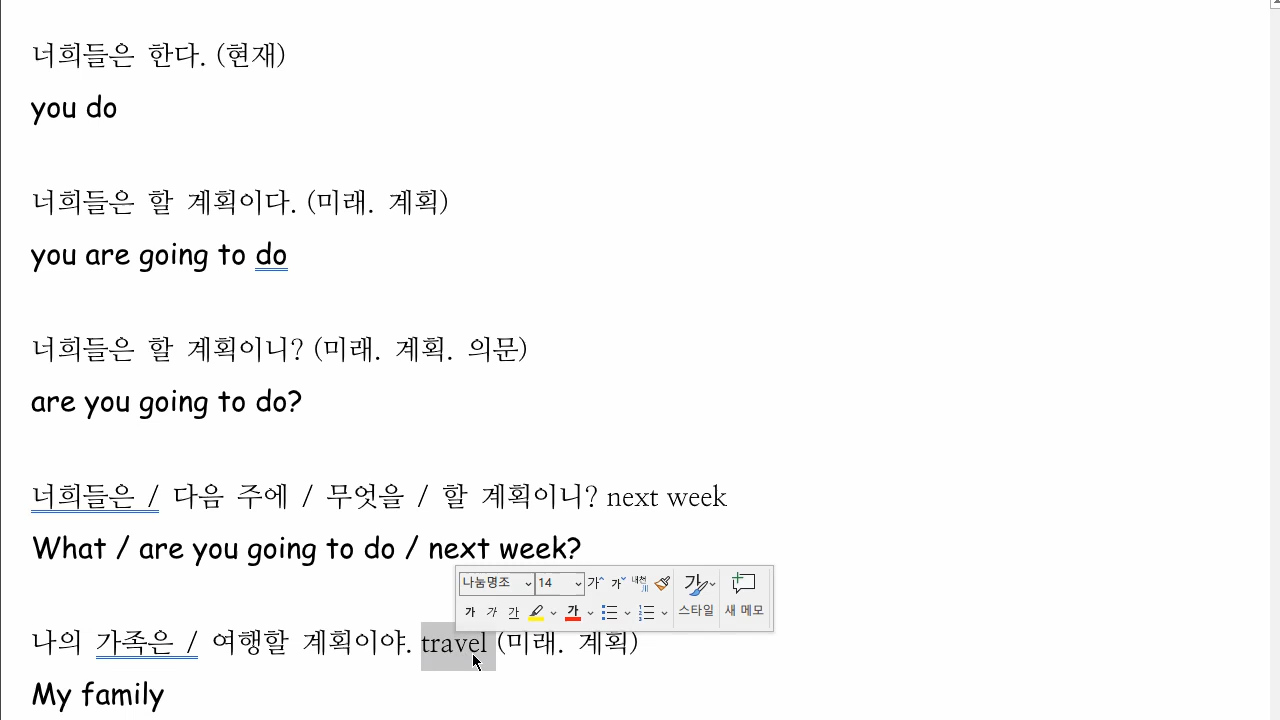 너희들은 한다. (현재)
you do
너희들은 할 계획이다. (미래. 계획)
you are going to do
너희들은 할 계획이니? (미래. 계획. 의문)
are you going to do?
너희들은 / 다음 주에 / 무엇을 / 할 계획이니? next week
What / are you going to do / next week?
나눔명조 14 가 가 내천 가
가 가 가 가 스타일 새 메모
나의 가족은 / 여행할 계획이야. travel (미래. 계획)
My family